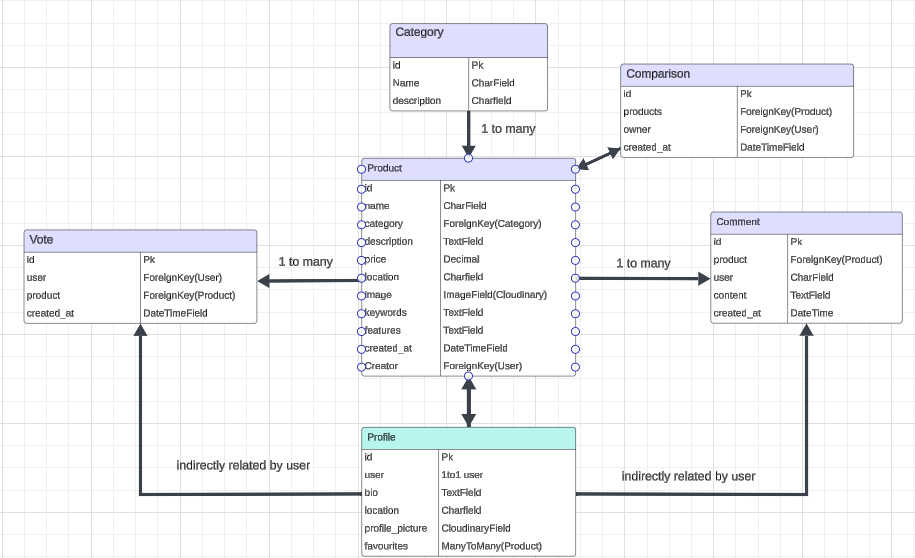 Category
id Pk
Name CharField
description Charfield
1 to many
Comparison
id Pk
products ForeignKey(Product)
owner ForeignKey(User)
created_at DateTimeField
Product
id Pk
name CharField
category ForeignKey(Category)
description TextField
price Decimal
location Charfield
image ImageField(Cloudinary)
keywords TextField
features TextField
created_at DateTimeField
Creator ForeignKey(User)
Vote
id Pk
user ForeignKey(User)
product ForeignKey(Product)
created_at DateTimeField
1 to many
1 to many
Comment
id Pk
product ForeignKey(Product)
user CharField
content TextField
created_at DateTime
indirectly related by user
indirectly related by user
Profile
id Pk
user 1to1 user
bio TextField
location Charfield
profile_picture CloudinaryField
favourites ManyToMany(Product)